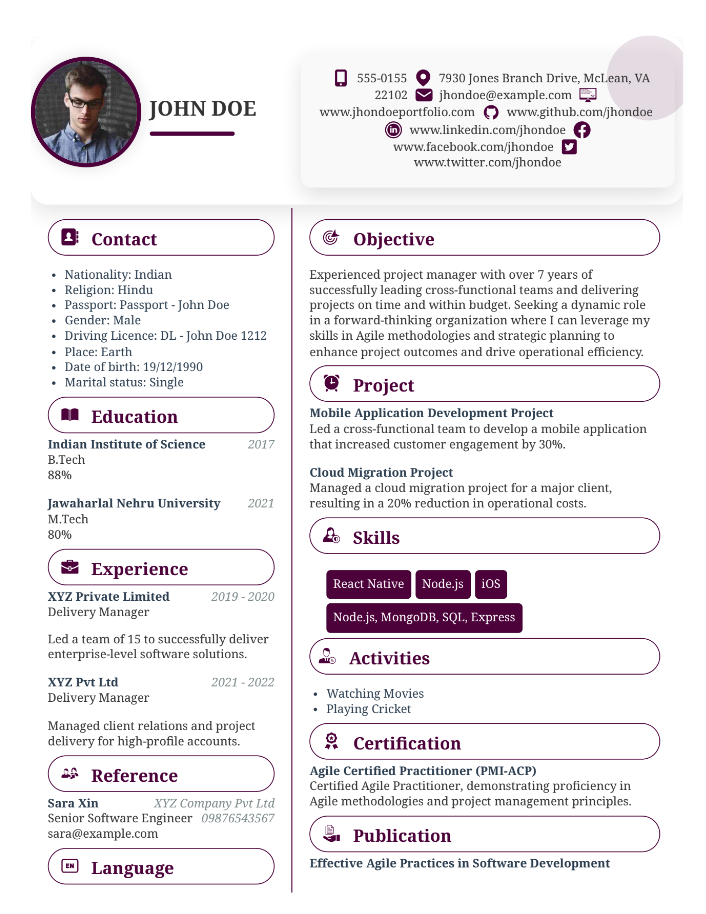 JOHN DOE
555-0155 7930 Jones Branch Drive, McLean, VA
22102 jhondoe@example.com
www.jhondoeportfolio.com www.github.com/jhondoe
www.linkedin.com/jhondoe
www.facebook.com/jhondoe
www.twitter.com/jhondoe
Contact
• Nationality: Indian
• Religion: Hindu
• Passport: Passport - John Doe
• Gender: Male
• Driving Licence: DL - John Doe 1212
• Place: Earth
• Date of birth: 19/12/1990
• Marital status: Single
Education
Indian Institute of Science 2017
B.Tech
88%
Jawaharlal Nehru University 2021
M.Tech
80%
Experience
XYZ Private Limited 2019 - 2020
Delivery Manager
Led a team of 15 to successfully deliver
enterprise-level software solutions.
XYZ Pvt Ltd 2021 - 2022
Delivery Manager
Managed client relations and project
delivery for high-profile accounts.
Reference
Sara Xin XYZ Company Pvt Ltd
Senior Software Engineer 09876543567
sara@example.com
EN Language
Objective
Experienced project manager with over 7 years of
successfully leading cross-functional teams and delivering
projects on time and within budget. Seeking a dynamic role
in a forward-thinking organization where I can leverage my
skills in Agile methodologies and strategic planning to
enhance project outcomes and drive operational efficiency.
Project
Mobile Application Development Project
Led a cross-functional team to develop a mobile application
that increased customer engagement by 30%.
Cloud Migration Project
Managed a cloud migration project for a major client,
resulting in a 20% reduction in operational costs.
Skills
React Native Node.js iOS
Node.js, MongoDB, SQL, Express
Activities
• Watching Movies
• Playing Cricket
Certification
Agile Certified Practitioner (PMI-ACP)
Certified Agile Practitioner, demonstrating proficiency in
Agile methodologies and project management principles.
Publication
Effective Agile Practices in Software Development